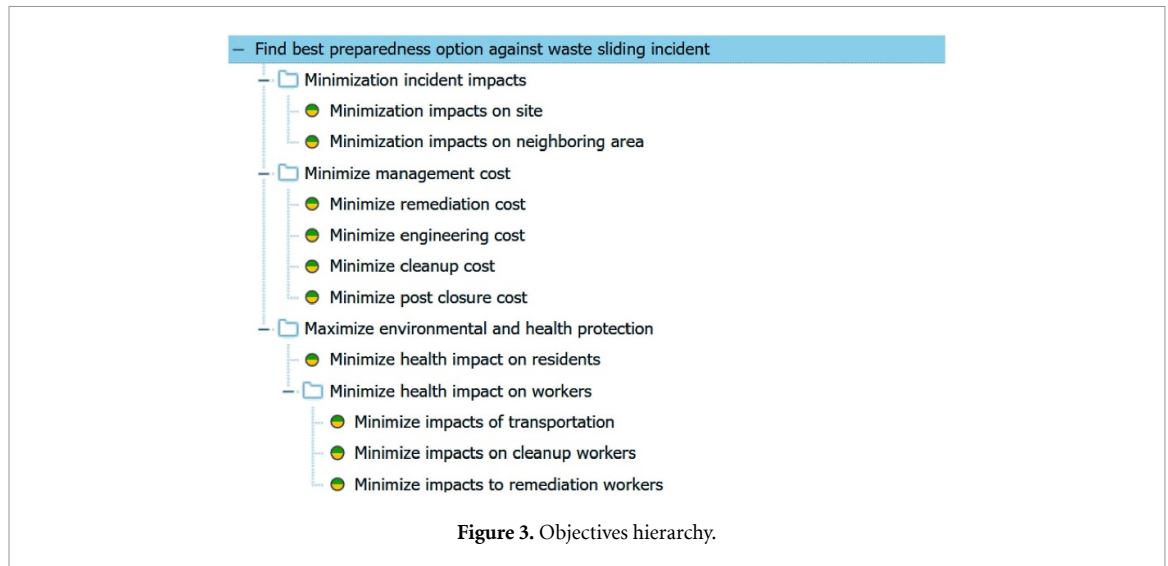 Find best preparedness option against waste sliding incident
Minimization incident impacts
Minimization impacts on site
Minimization impacts on neighboring area
Minimize management cost
Minimize remediation cost
Minimize engineering cost
Minimize cleanup cost
Minimize post closure cost
Maximize environmental and health protection
Minimize health impact on residents
Minimize health impact on workers
Minimize impacts of transportation
Minimize impacts on cleanup workers
Minimize impacts to remediation workers
Figure 3. Objectives hierarchy.